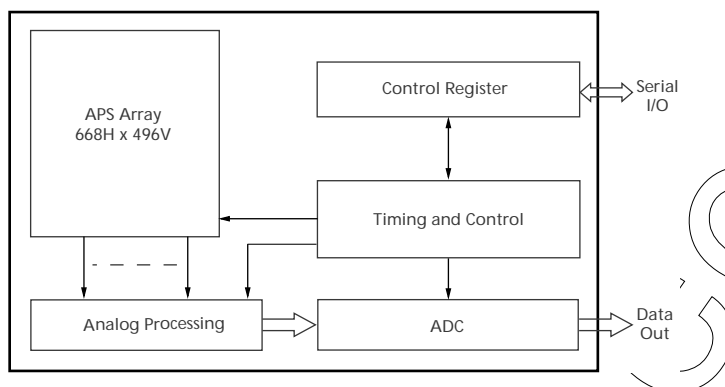 APS Array
668H x 496V
Control Register
Serial
I/O
Timing and Control
Analog Processing
ADC
Data
Out